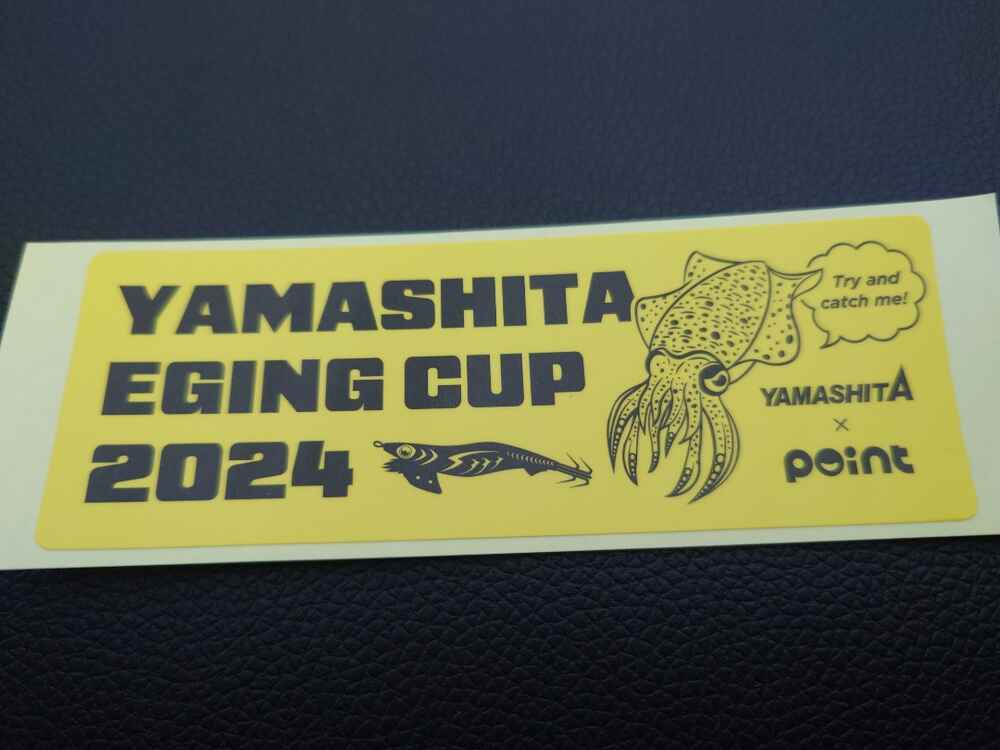 YAMASHITA
EGING CUP
2024
Try and
catch me!
YAMASHITA
×
point